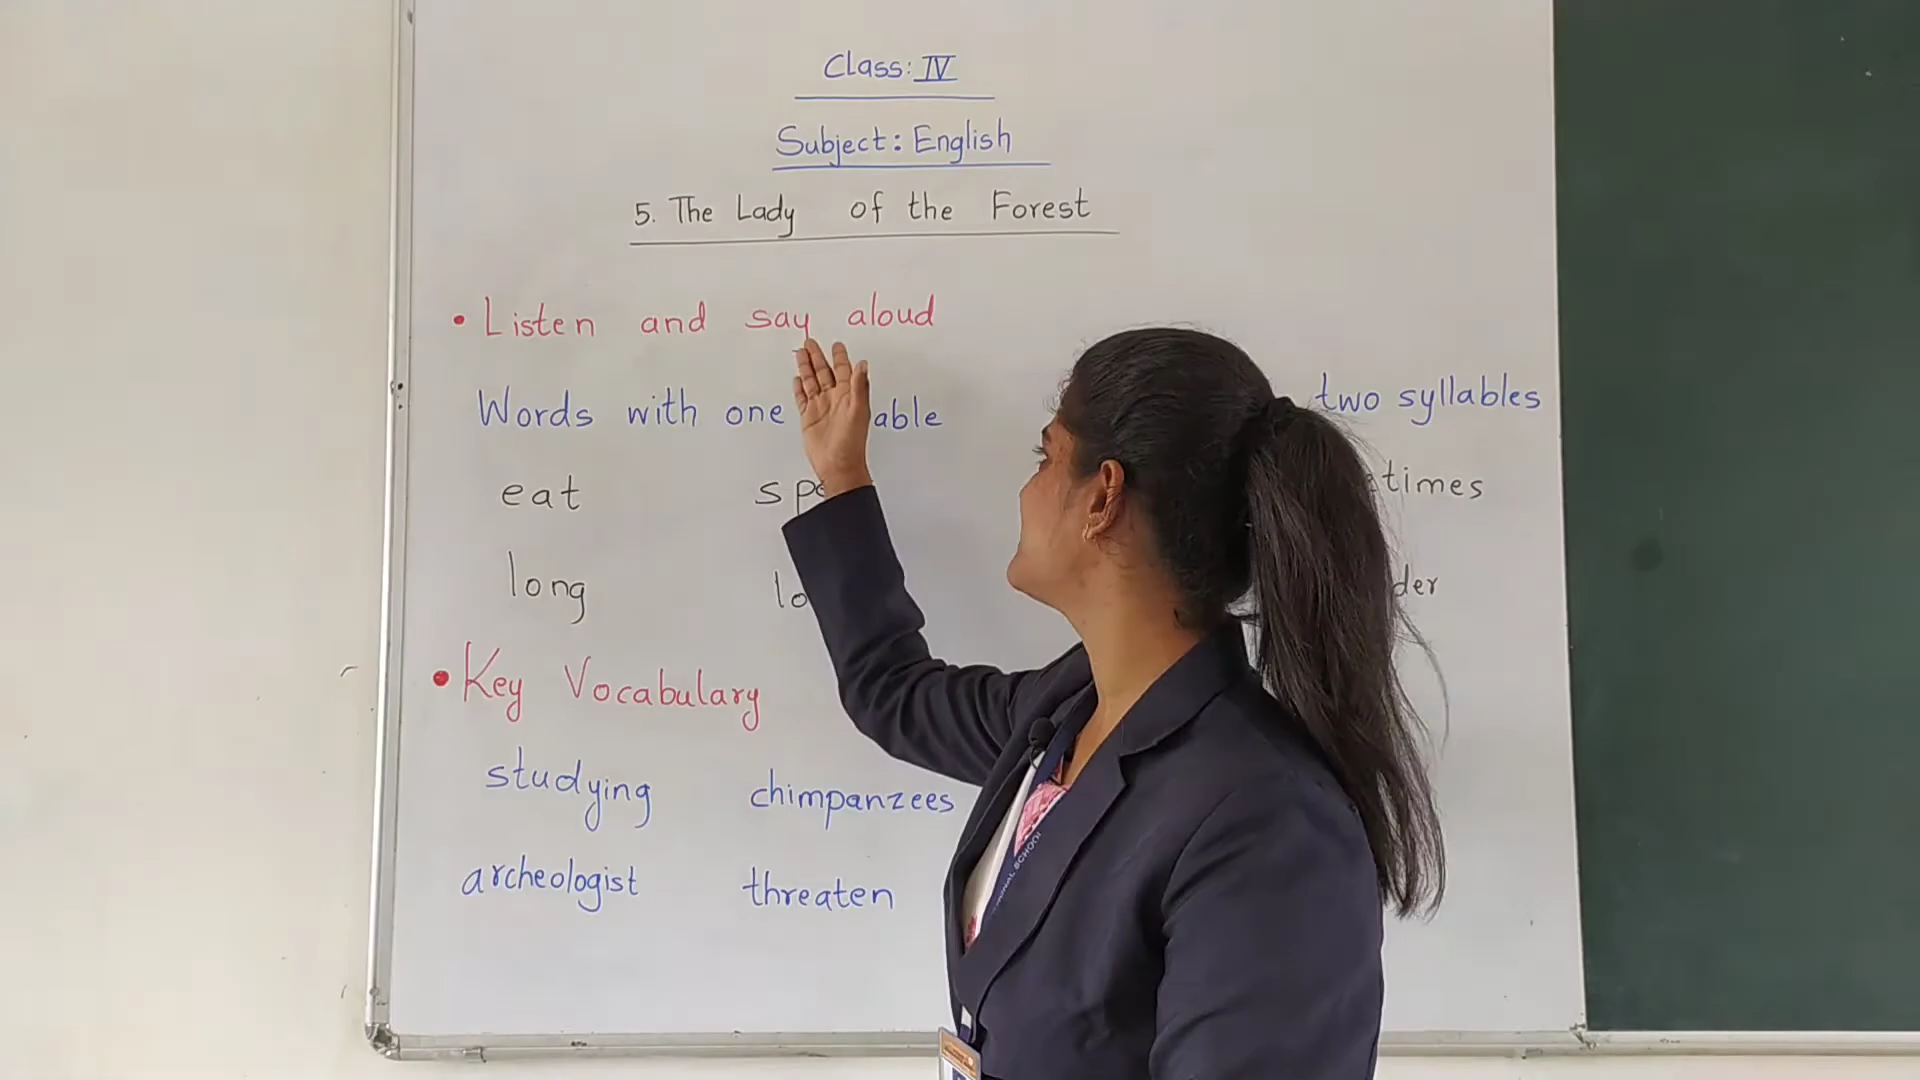 Class: IV
Subject: English
5. The Lady of the Forest
• Listen and say aloud
Words with one
two syllables
eat
long
• Key Vocabulary
studying chimpanzees
archeologist threaten
SCHOOL